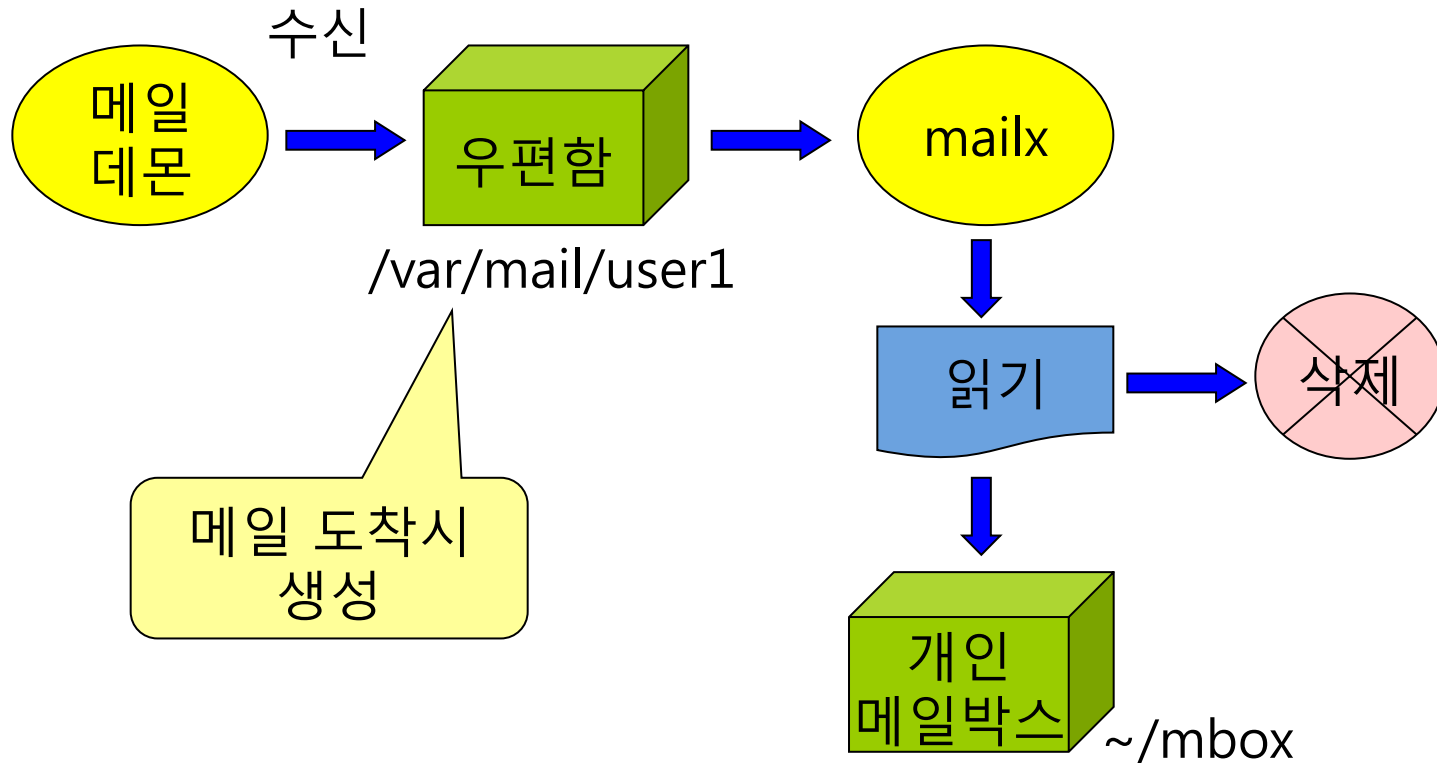 수신
메일
데몬
우편함
mailx
/var/mail/user1
읽기
삭제
메일 도착시
생성
개인
메일박스
~/mbox